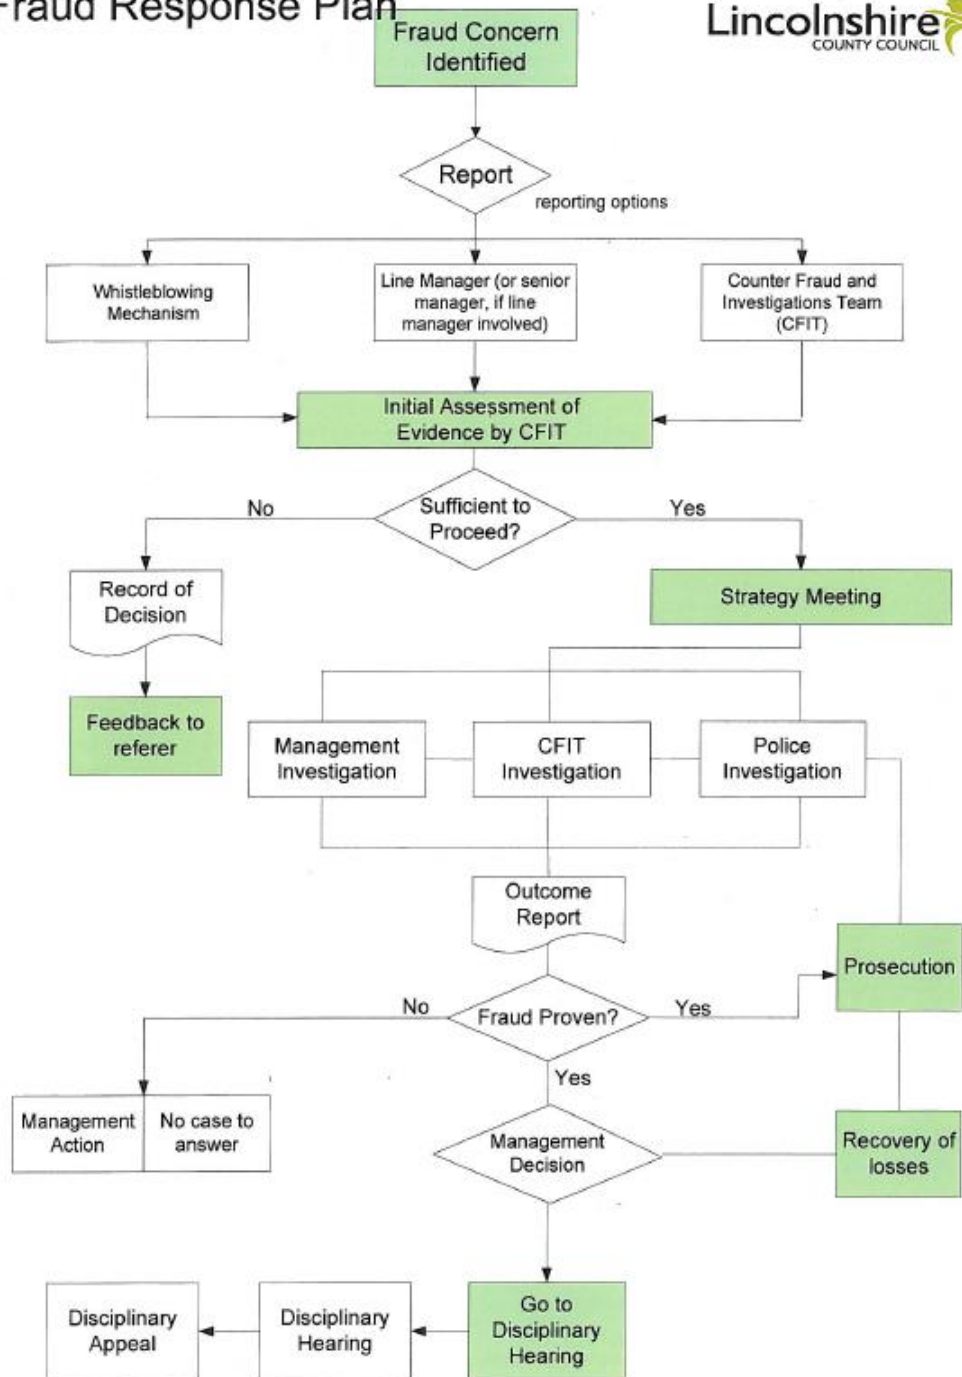 Fraud Response Plan
Lincolnshire
COUNTY COUNCIL
Fraud Concern
Identified
Report
reporting options
Whistleblowing
Mechanism
Line Manager (or senior
manager, if line
manager involved)
Counter Fraud and
Investigations Team
(CFIT)
Initial Assessment of
Evidence by CFIT
Sufficient to
Proceed?
No
Yes
Record of
Decision
Strategy Meeting
Feedback to
referer
Management
Investigation
CFIT
Investigation
Police
Investigation
Outcome
Report
Prosecution
Fraud Proven?
No
Yes
Yes
Management
Action
No case to
answer
Management
Decision
Recovery of
losses
Go to
Disciplinary
Hearing
Disciplinary
Hearing
Disciplinary
Appeal